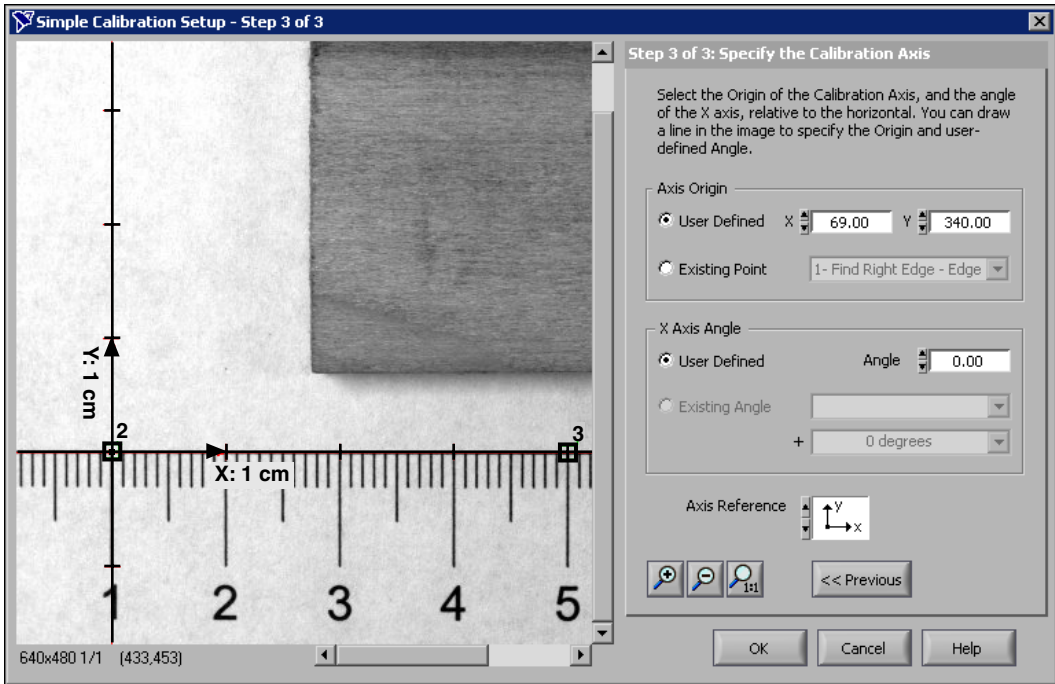 Simple Calibration Setup - Step 3 of 3
Step 3 of 3: Specify the Calibration Axis
Select the Origin of the Calibration Axis, and the angle
of the X axis, relative to the horizontal. You can draw
a line in the image to specify the Origin and user-
defined Angle.
Axis Origin
User Defined X 69.00 Y 340.00
Existing Point 1- Find Right Edge - Edge
X Axis Angle
User Defined Angle 0.00
Existing Angle
+ 0 degrees
Axis Reference y x
1:1
<< Previous
OK Cancel Help
Y: 1 cm
2 3
X: 1 cm
1 2 3 4 5
640x480 1/1 (433,453)